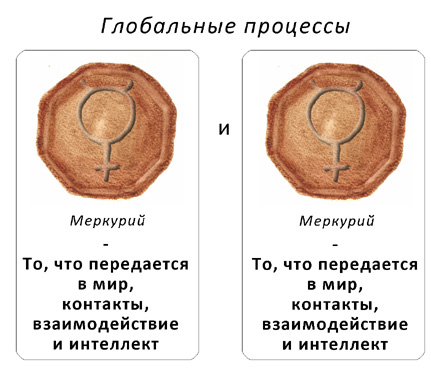 Глобальные процессы
Меркурий
-
То, что передается
в мир,
контакты,
взаимодействие
и интеллект
и
Меркурий
-
То, что передается
в мир,
контакты,
взаимодействие
и интеллект